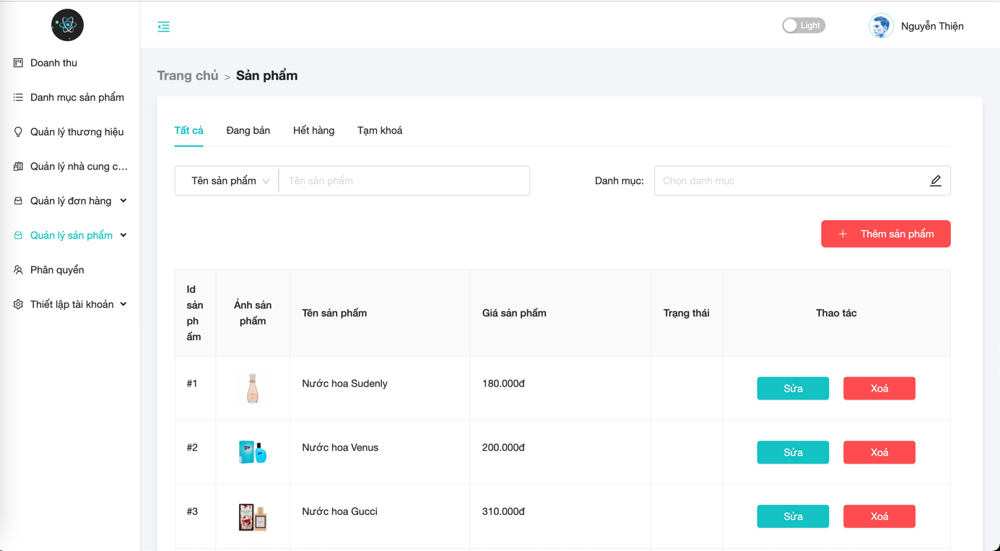 Light
Nguyễn Thiện
Doanh thu
Danh mục sản phẩm
Quản lý thương hiệu
Quản lý nhà cung c...
Quản lý đơn hàng
Quản lý sản phẩm
Phân quyền
Thiết lập tài khoản
Trang chủ > Sản phẩm
Tất cả Đang bán Hết hàng Tạm khoá
Tên sản phẩm Tên sản phẩm Danh mục: Chọn danh mục
+ Thêm sản phẩm
Id
sản
ph
ẩm
Ảnh sản
phẩm
Tên sản phẩm
Giá sản phẩm
Trạng thái
Thao tác
#1 Nước hoa Sudenly 180.000đ Sửa Xoá
#2 DY Nước hoa Venus 200.000đ Sửa Xoá
#3 Nước hoa Gucci 310.000đ Sửa Xoá